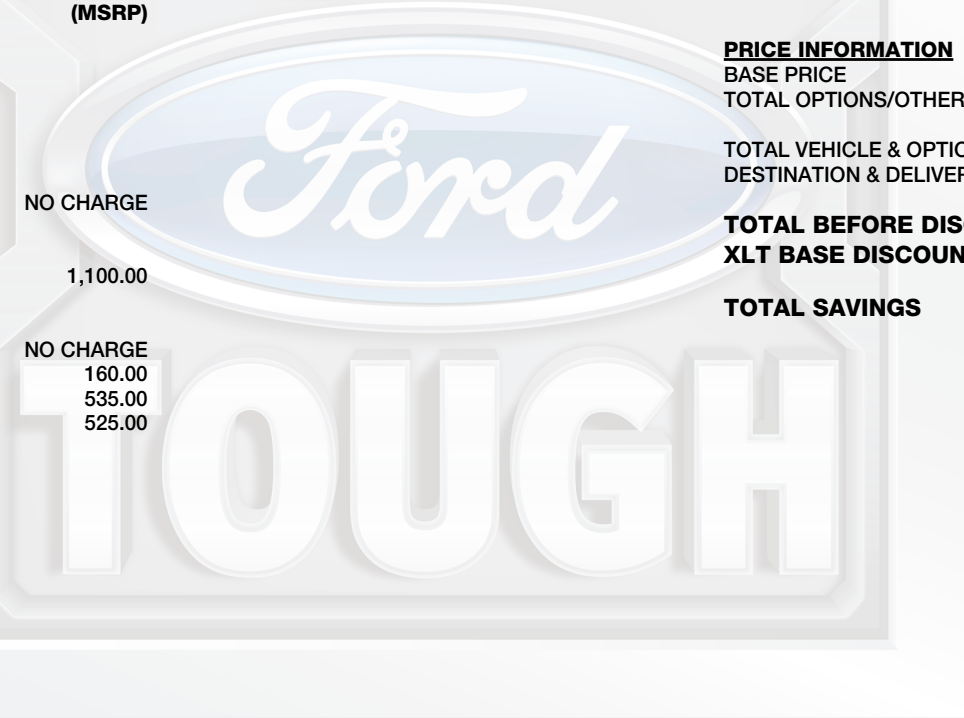 (MSRP)
NO CHARGE
1,100.00
NO CHARGE
160.00
535.00
525.00
PRICE INFORMATION
BASE PRICE
TOTAL OPTIONS/OTHER
TOTAL VEHICLE & OPTIO
DESTINATION & DELIVER
TOTAL BEFORE DIS
XLT BASE DISCOUN
TOTAL SAVINGS
Ford
TOUGH